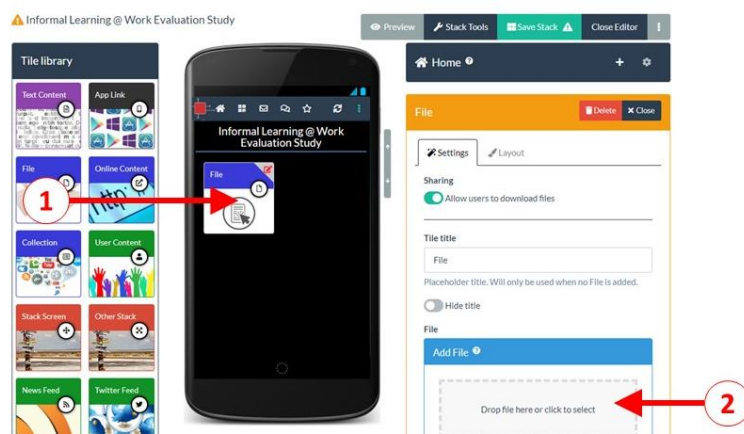 Informal Learning @ Work Evaluation Study
Preview
Stack Tools
Save Stack
Close Editor
Tile library
Text Content
App Link
File
Online Content
Http:
Collection
User Content
Stack Screen
Other Stack
News Feed
Twitter Feed
1
Informal Learning @ Work
Evaluation Study
File
Home
File
Delete
Close
Settings
Layout
Sharing
Allow users to download files
Tile title
File
Placeholder title. Will only be used when no File is added.
Hide title
File
Add File
Drop file here or click to select
2